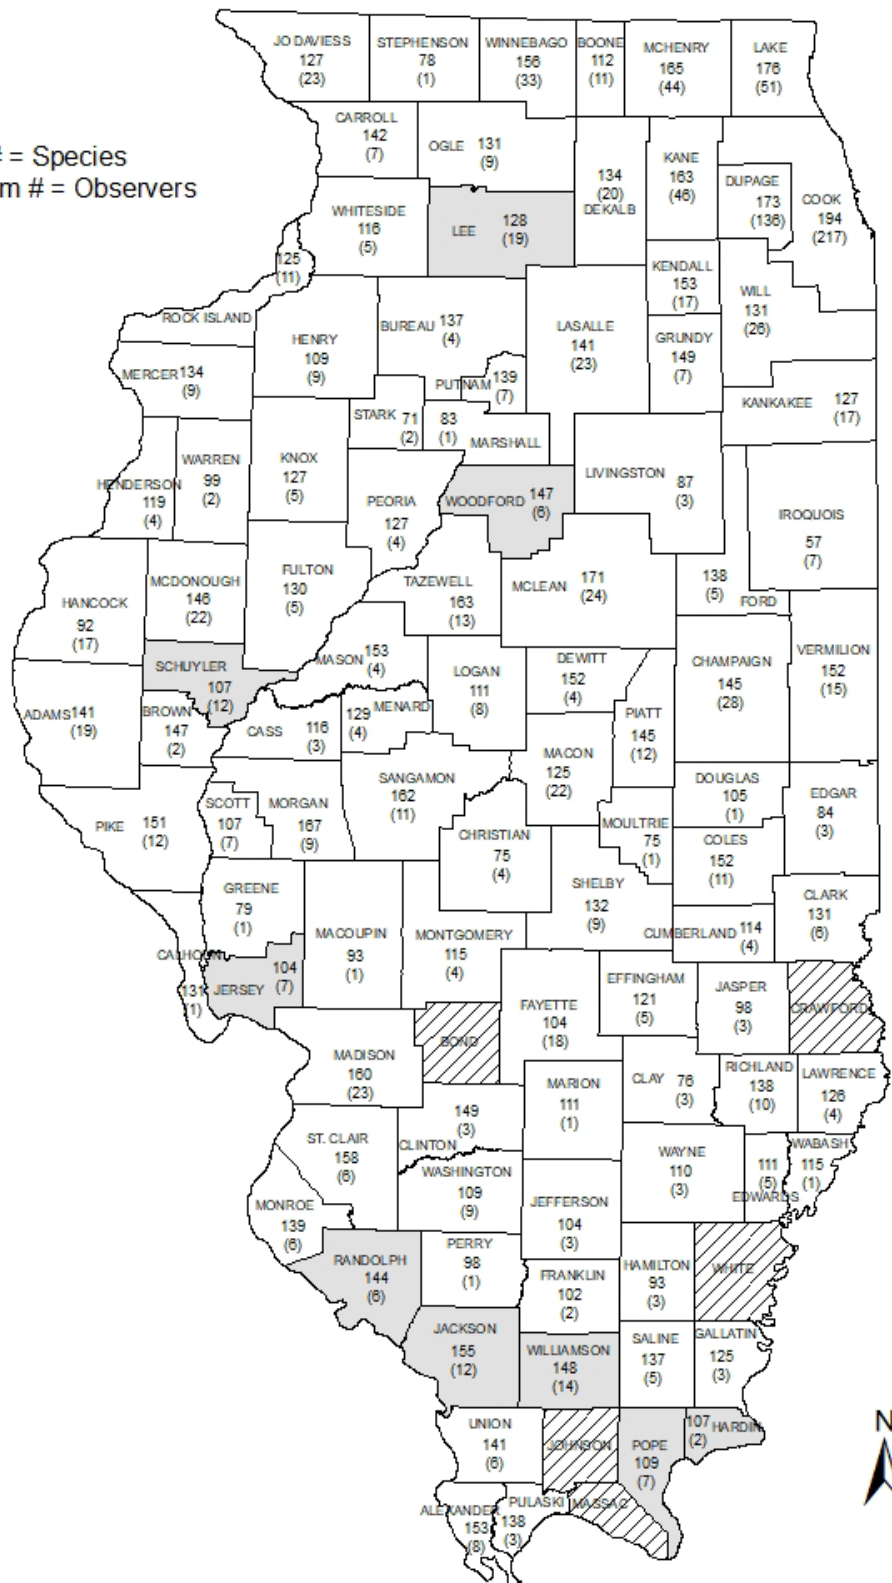 JO DAVIESS
127
(23)
STEPHENSON
78
(1)
WINNEBAGO
156
(33)
BOONE
112
(11)
MCHENRY
165
(44)
LAKE
176
(51)
CARROLL
142
(7)
OGLE 131
(9)
# = Species
m # = Observers
134
(20)
DEKALB
KANE
163
(46)
DUPAGE
173
(136)
COOK
194
(217)
WHITESIDE
116
(5)
LEE 128
(19)
125
(11)
ROCK ISLAND
KENDALL
153
(17)
WILL
131
(26)
HENRY
109
(9)
BUREAU 137
(4)
LASALLE
141
(23)
GRUNDY
149
(7)
MERCER 134
(9)
PUTNAM 139
(7)
KANKAKEE 127
(17)
STARK 71
(2)
83
(1)
MARSHALL
HENDERSON
119
(4)
WARREN
99
(2)
KNOX
127
(5)
PEORIA
127
(4)
WOODFORD 147
(6)
LIVINGSTON
87
(3)
IROQUOIS
57
(7)
HANCOCK
92
(17)
MCDONOUGH
146
(22)
FULTON
130
(5)
TAZEWELL
163
(13)
MCLEAN 171
(24)
138
(5)
FORD
SCHUYLER
107
(12)
MASON 153
(4)
LOGAN
111
(8)
DEWITT
152
(4)
CHAMPAIGN
145
(28)
VERMILION
152
(15)
ADAMS 141
(19)
BROWN
147
(2)
CASS 116
(3)
129
(4)
MENARD
PIATT
145
(12)
MACON
125
(22)
PIKE 151
(12)
SCOTT
107
(7)
MORGAN
167
(9)
SANGAMON
162
(11)
CHRISTIAN
75
(4)
MOULTRIE
75
(1)
DOUGLAS
105
(1)
EDGAR
84
(3)
COLES
152
(11)
GREENE
79
(1)
SHELBY
132
(9)
CLARK
131
(6)
CUMBERLAND 114
(4)
CALHOUN
131
(1)
JERSEY 104
(7)
MACOUPIN
93
(1)
MONTGOMERY
115
(4)
EFFINGHAM
121
(5)
JASPER
98
(3)
CRAWFORD
FAYETTE
104
(18)
BOND
MADISON
160
(23)
MARION
111
(1)
CLAY 76
(3)
RICHLAND
138
(10)
LAWRENCE
126
(4)
149
(3)
CLINTON
ST. CLAIR
158
(6)
WAYNE
110
(3)
111
(5)
EDWARDS
WABASH
115
(1)
WASHINGTON
109
(9)
JEFFERSON
104
(3)
MONROE
139
(6)
RANDOLPH
144
(6)
PERRY
98
(1)
FRANKLIN
102
(2)
HAMILTON
93
(3)
WHITE
JACKSON
155
(12)
WILLIAMSON
148
(14)
SALINE
137
(5)
GALLATIN
125
(3)
UNION
141
(6)
JOHNSON
POPE
109
(7)
107
(2)
HARDIN
N
ALEXANDER
153
(8)
PULASKI
138
(3)
MASSAC